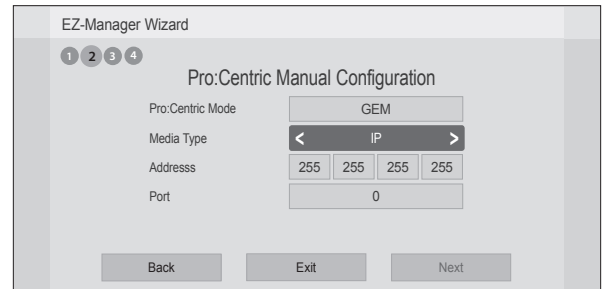 EZ-Manager Wizard
1 2 3 4
Pro:Centric Manual Configuration
Pro:Centric Mode GEM
Media Type < IP >
Addresss 255 255 255 255
Port 0
Back Exit Next